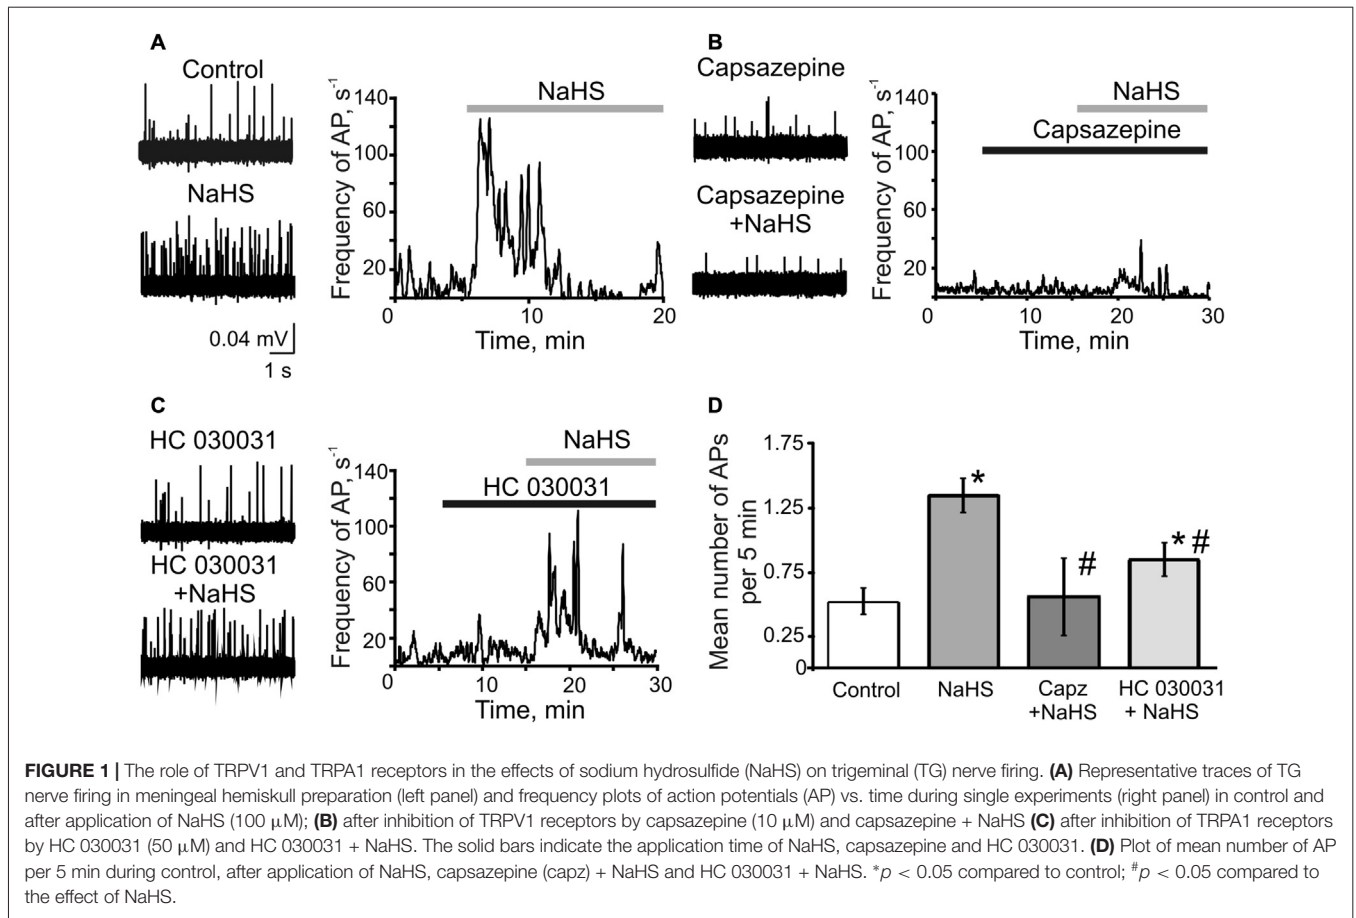 A
Control
NaHS
0.04 mV
1 s
Frequency of AP, s⁻¹
140
100
60
20
NaHS
0
10
20
Time, min
B
Capsazepine
Capsazepine
+NaHS
Frequency of AP, s⁻¹
140
100
60
20
NaHS
Capsazepine
0
10
20
30
Time, min
C
HC 030031
HC 030031
+NaHS
Frequency of AP, s⁻¹
140
100
60
20
0
NaHS
HC 030031
0
10
20
30
Time, min
D
Mean number of APs
per 5 min
1.75
1.25
0.75
0.25
0
*
#
* #
Control
NaHS
Capz
+NaHS
HC 030031
+ NaHS
FIGURE 1 | The role of TRPV1 and TRPA1 receptors in the effects of sodium hydrosulfide (NaHS) on trigeminal (TG) nerve firing. (A) Representative traces of TG
nerve firing in meningeal hemiskull preparation (left panel) and frequency plots of action potentials (AP) vs. time during single experiments (right panel) in control and
after application of NaHS (100 μM); (B) after inhibition of TRPV1 receptors by capsazepine (10 μM) and capsazepine + NaHS (C) after inhibition of TRPA1 receptors
by HC 030031 (50 μM) and HC 030031 + NaHS. The solid bars indicate the application time of NaHS, capsazepine and HC 030031. (D) Plot of mean number of AP
per 5 min during control, after application of NaHS, capsazepine (capz) + NaHS and HC 030031 + NaHS. *p < 0.05 compared to control; #p < 0.05 compared to
the effect of NaHS.